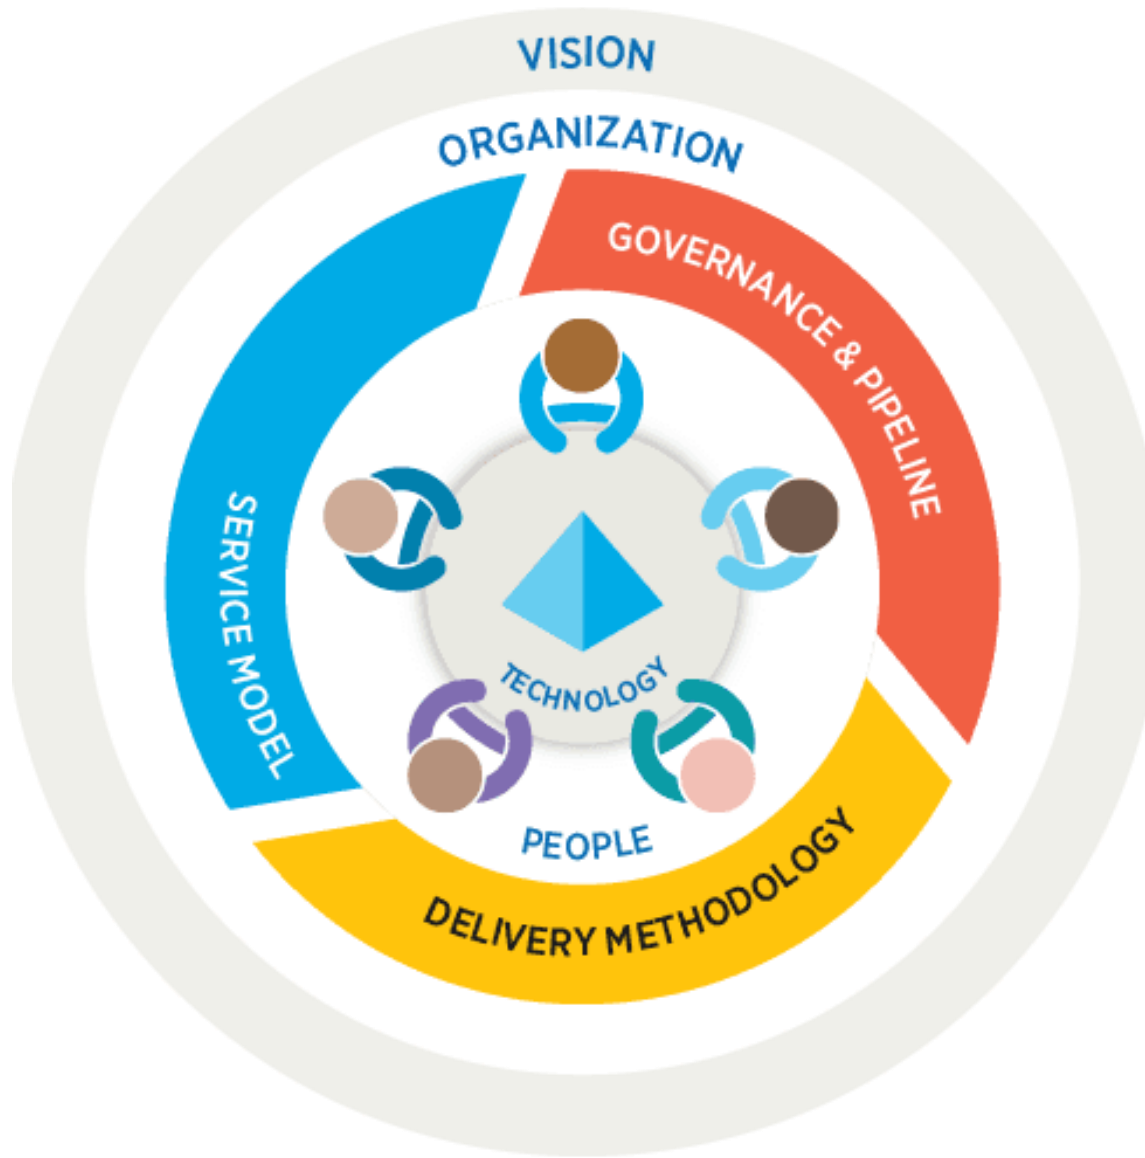 VISION
ORGANIZATION
GOVERNANCE & PIPELINE
SERVICE MODEL
TECHNOLOGY
PEOPLE
DELIVERY METHODOLOGY